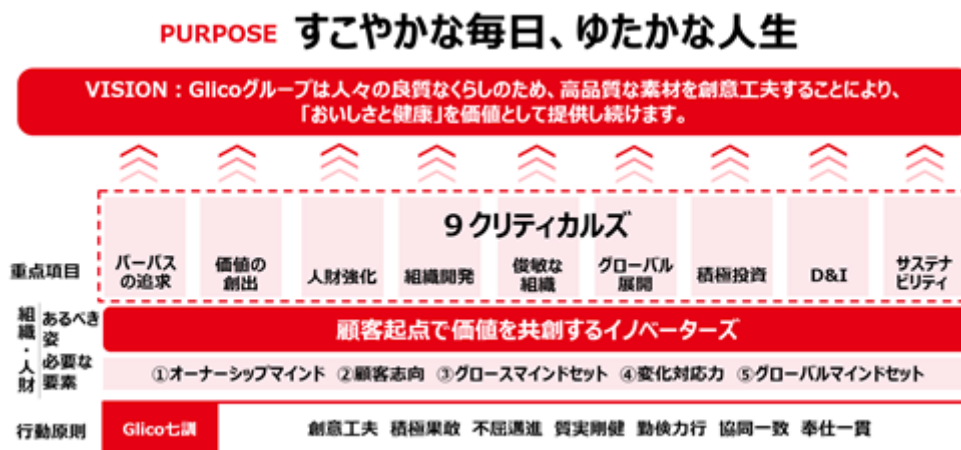 PURPOSE すこやかな毎日、ゆたかな人生
VISION：Glicoグループは人々の良質なくらしのため、高品質な素材を創意工夫することにより、
「おいしさと健康」を価値として提供し続けます。
9クリティカルズ
重点項目
パーパス
の追求
価値の
創出
人財強化
組織開発
俊敏な
組織
グローバル
展開
積極投資
D&I
サステナ
ビリティ
組織・人財
あるべき
姿
顧客起点で価値を共創するイノベーターズ
必要な
要素
①オーナーシップマインド ②顧客志向 ③グロースマインドセット ④変化対応力 ⑤グローバルマインドセット
行動原則
Glico七訓
創意工夫 積極果敢 不屈邁進 質実剛健 勤倹力行 協同一致 奉仕一貫